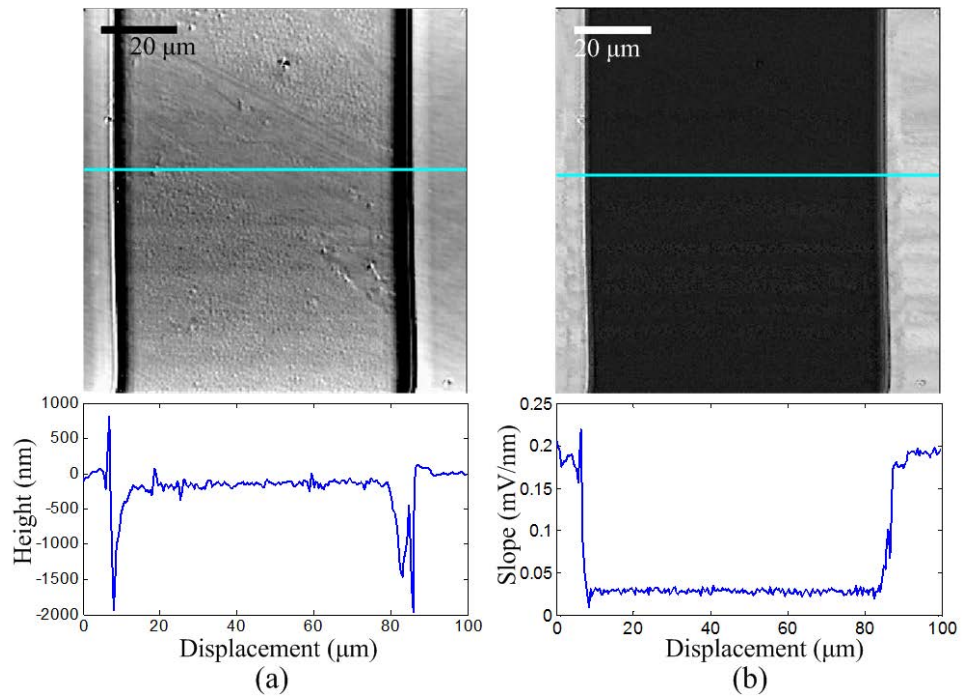 20 μm
20 μm
1000
500
0
-500
-1000
-1500
-2000
Height (nm)
0 20 40 60 80 100
Displacement (μm)
(a)
0.25
0.2
0.15
0.1
0.05
0
Slope (mV/nm)
0 20 40 60 80 100
Displacement (μm)
(b)